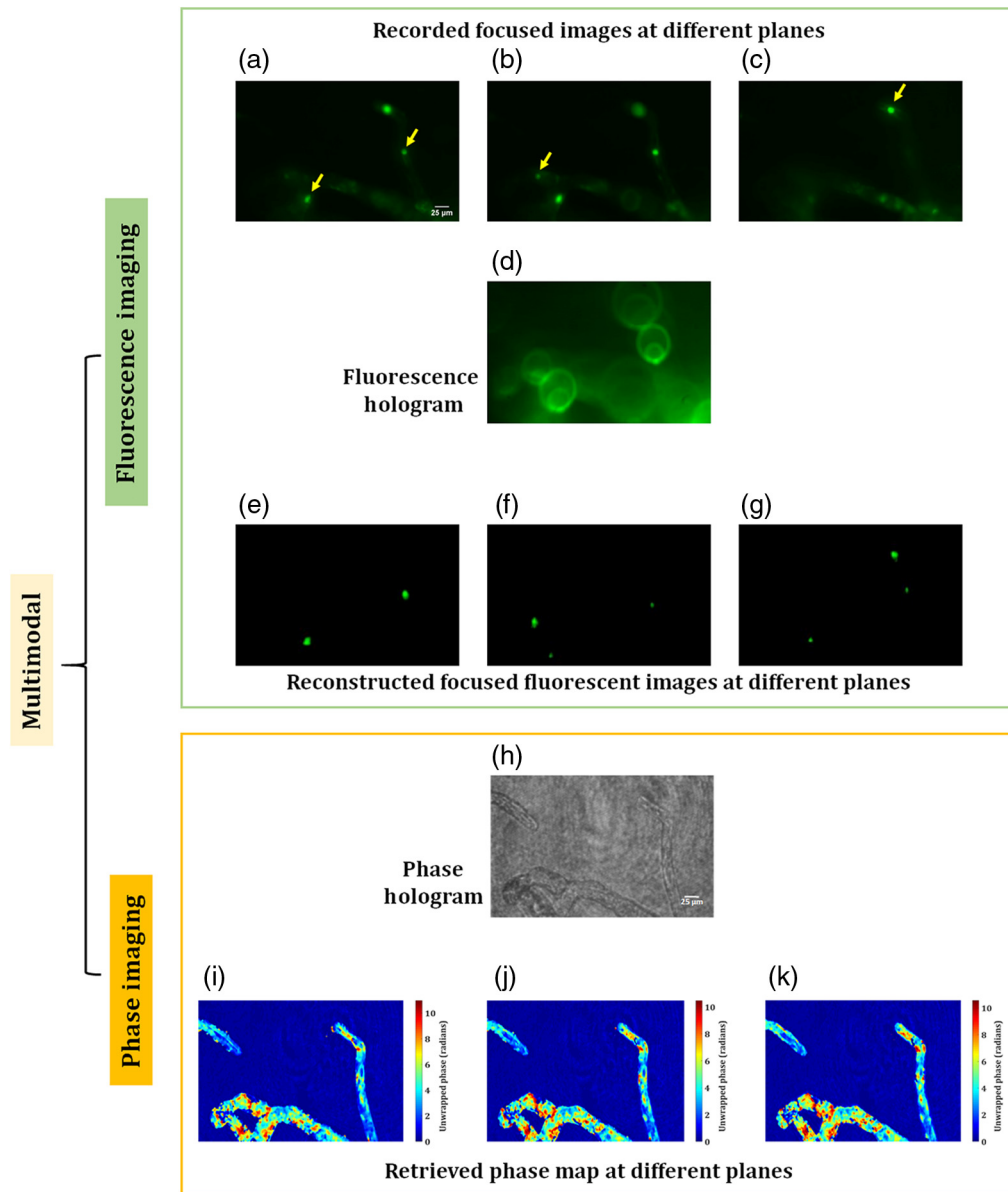 Recorded focused images at different planes
(a)
(b)
(c)
25 μm
(d)
Fluorescence
hologram
(e)
(f)
(g)
Reconstructed focused fluorescent images at different planes
Fluorescence imaging
Multimodal
Phase imaging
(h)
Phase
hologram
25 μm
(i)
(j)
(k)
10
8
6
4
2
0
Unwrapped phase (radians)
10
8
6
4
2
0
Unwrapped phase (radians)
10
8
6
4
2
0
Unwrapped phase (radians)
Retrieved phase map at different planes